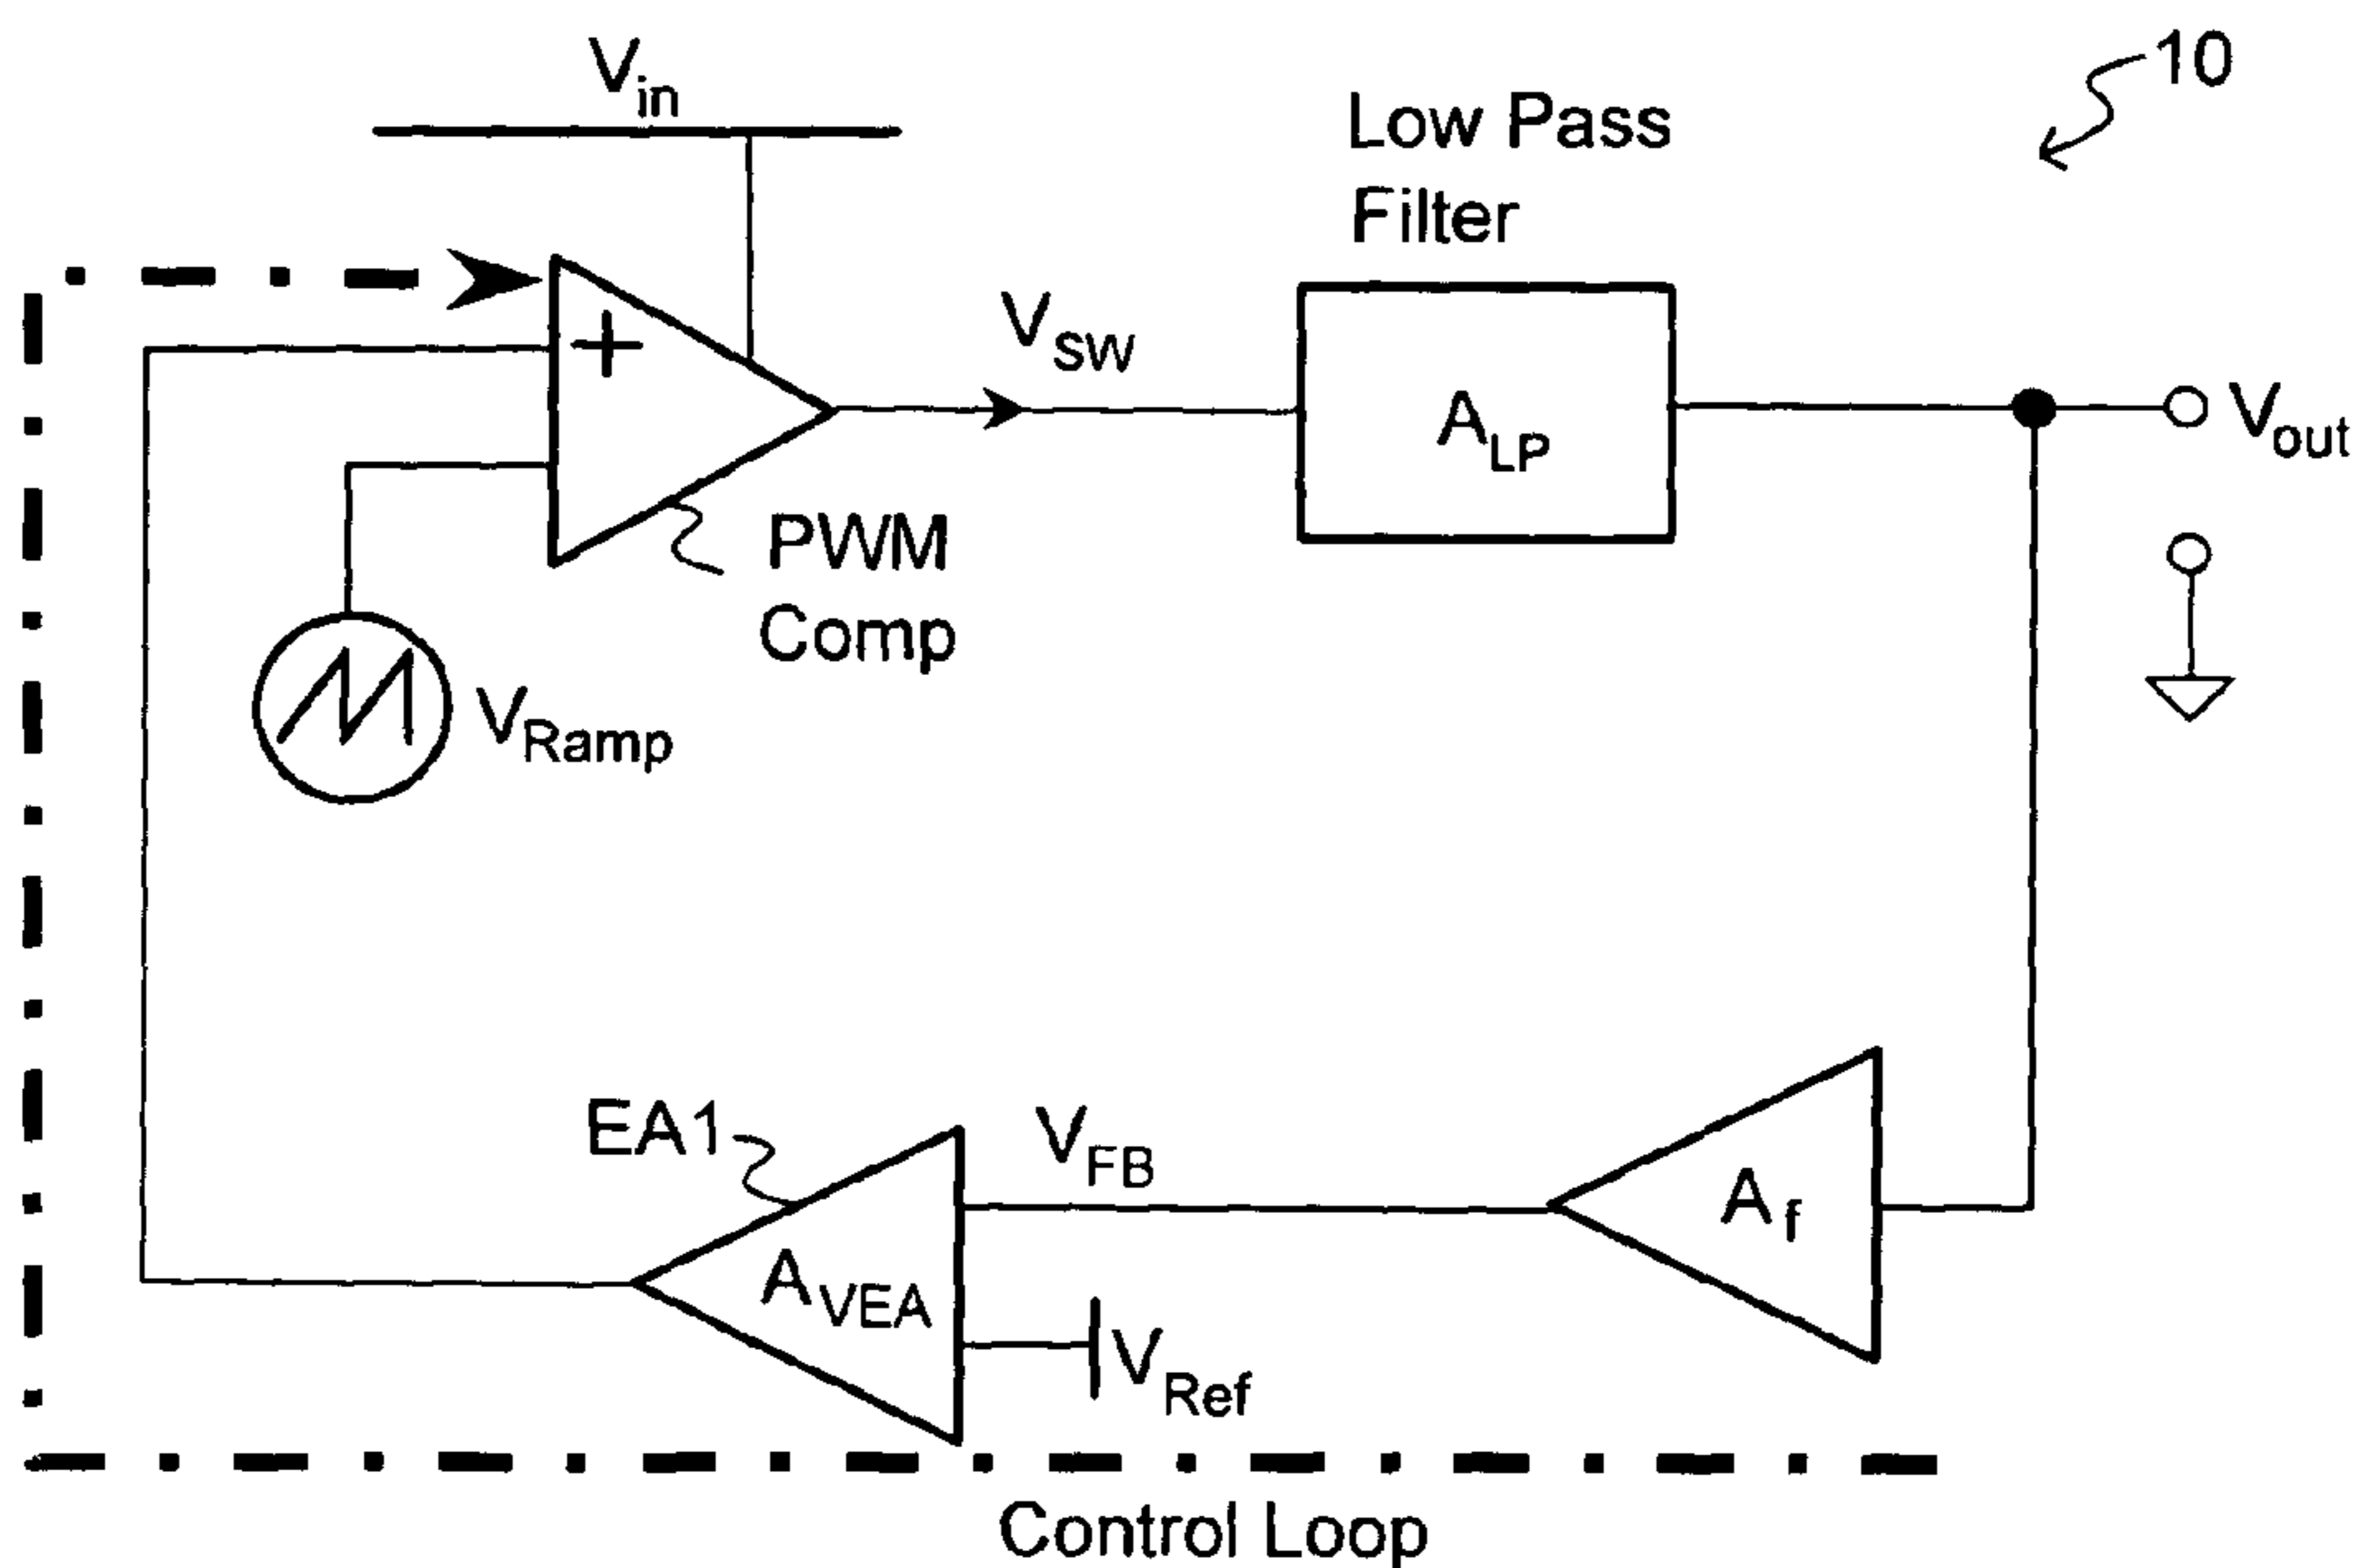 10
Vin
Low Pass
Filter
+
VSW
ALP
Vout
PWM
Comp
VRamp
EA1
VFB
Af
AVEA
VRef
Control Loop